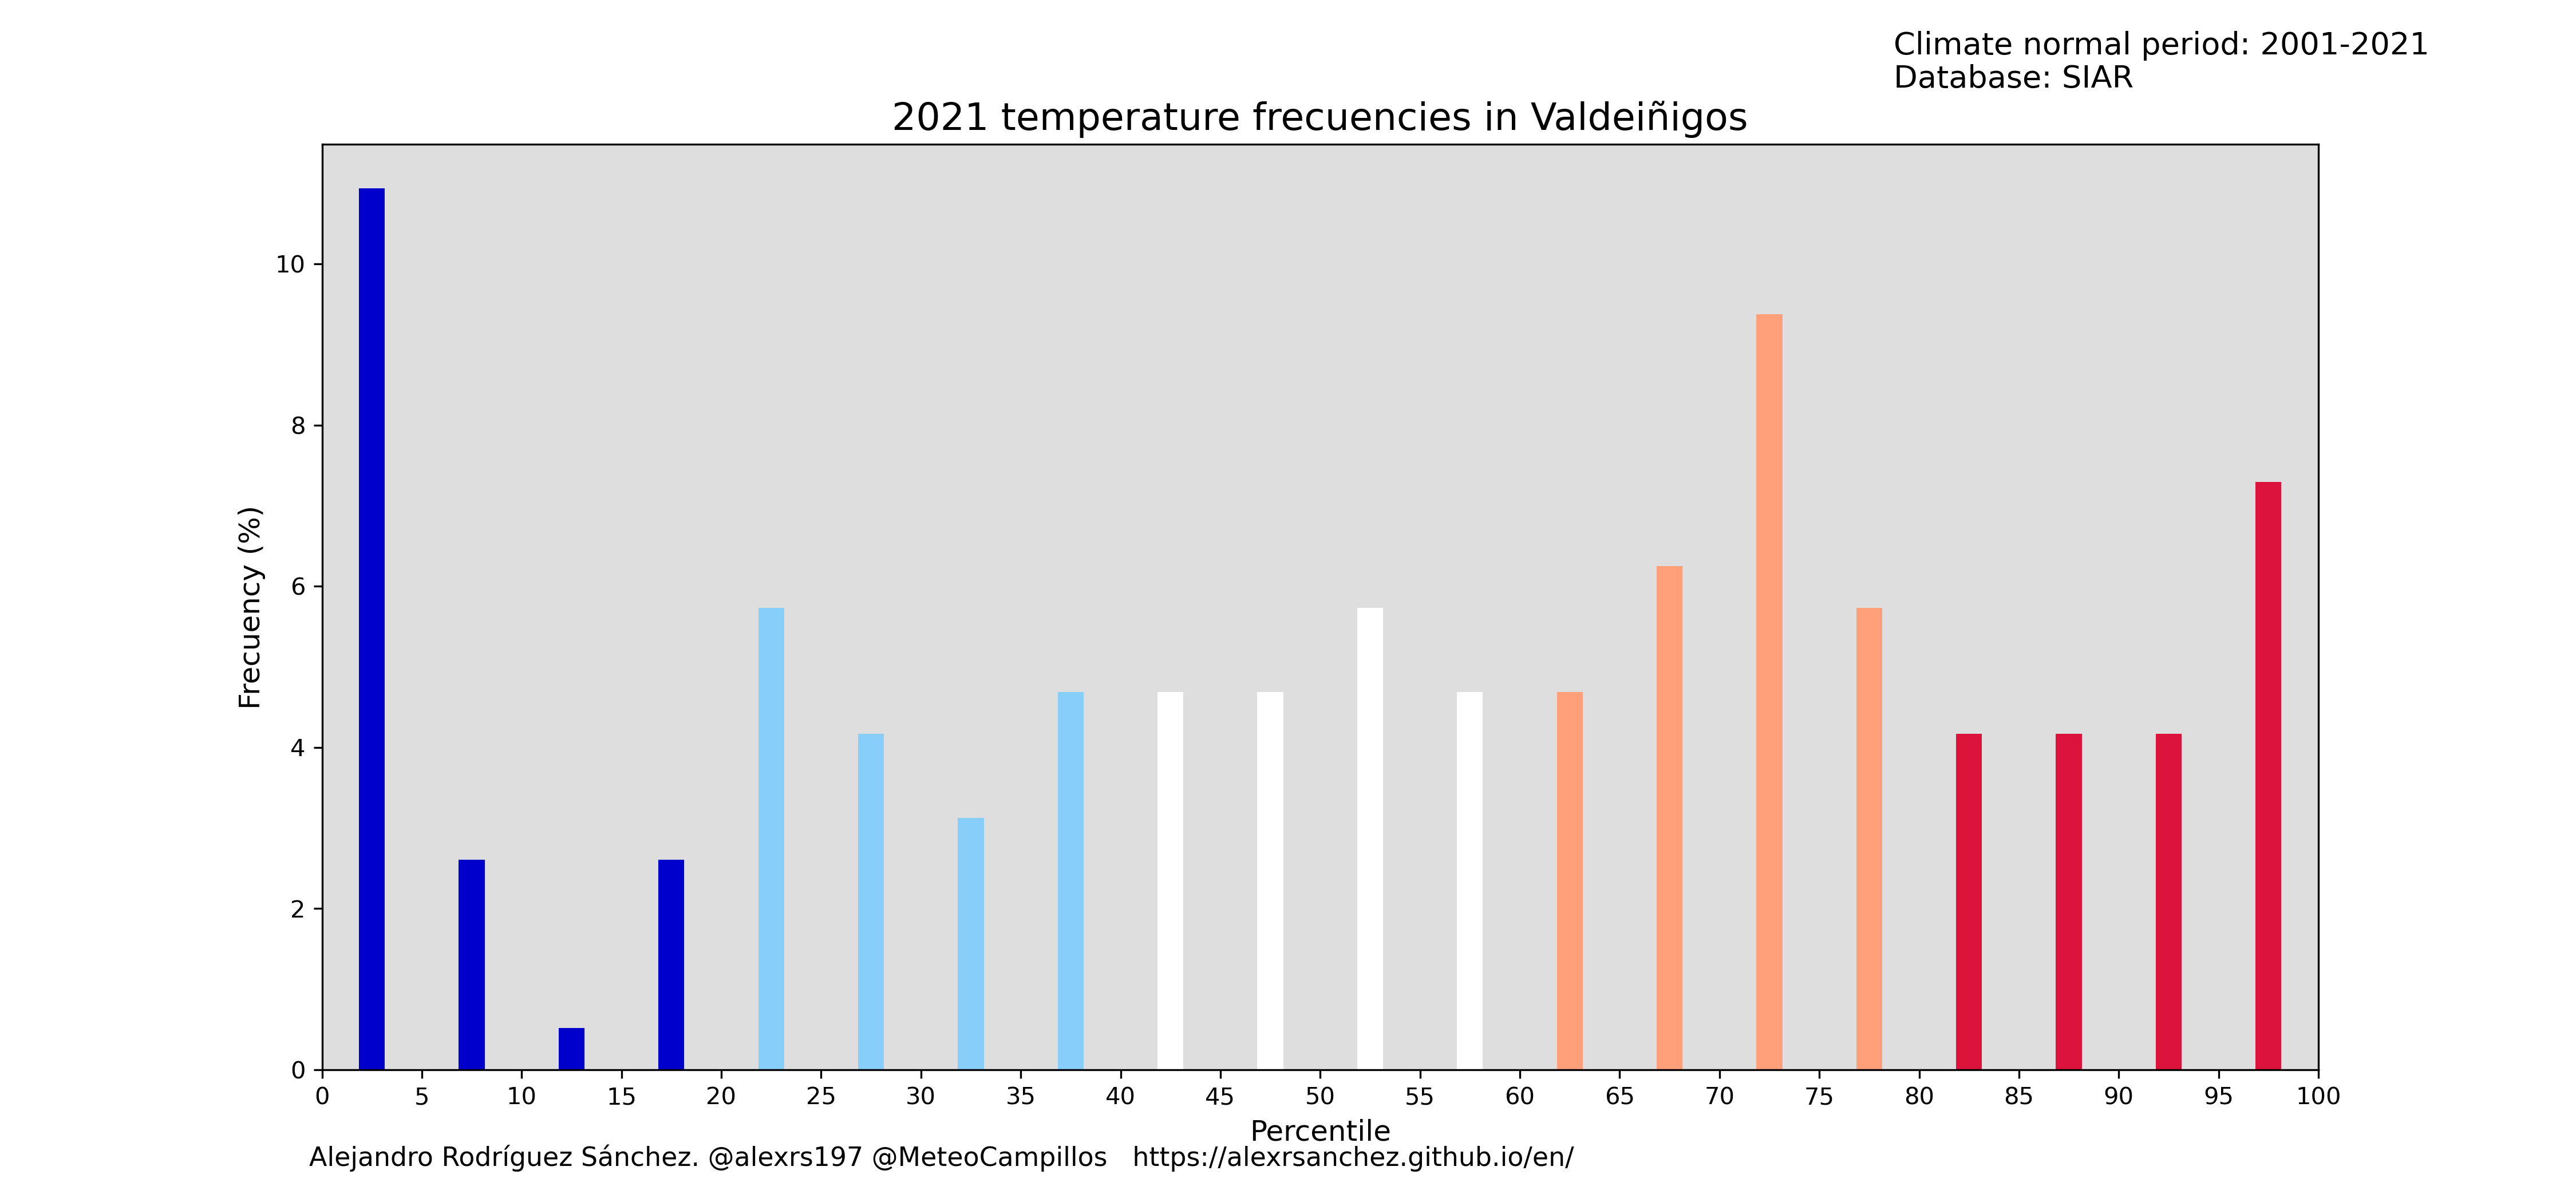 Climate normal period: 2001-2021
Database: SIAR
2021 temperature frecuencies in Valdeiñigos
Frecuency (%)
10
8
6
4
2
0
0 5 10 15 20 25 30 35 40 45 50 55 60 65 70 75 80 85 90 95 100
Percentile
Alejandro Rodríguez Sánchez. @alexrs197 @MeteoCampillos https://alexrsanchez.github.io/en/